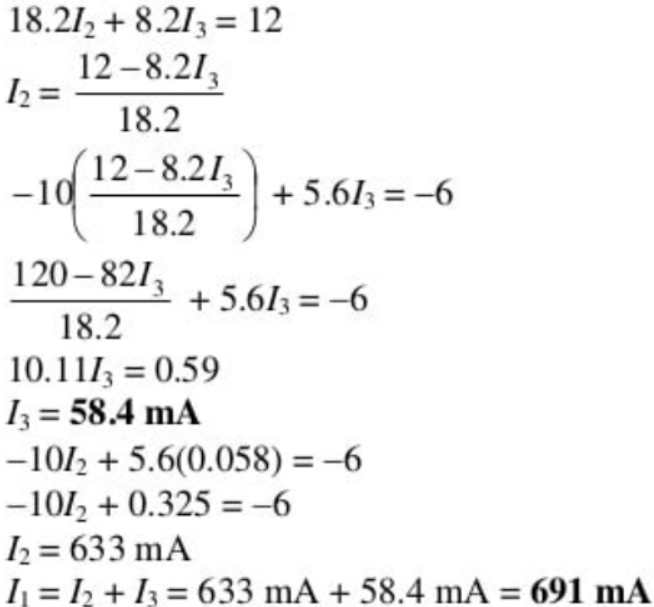 18.2I₂ + 8.2I₃ = 12
I₂ = (12 – 8.2I₃)/18.2
–10((12 – 8.2I₃)/18.2) + 5.6I₃ = –6
(120 – 82I₃)/18.2 + 5.6I₃ = –6
10.11I₃ = 0.59
I₃ = 58.4 mA
–10I₂ + 5.6(0.058) = –6
–10I₂ + 0.325 = –6
I₂ = 633 mA
I₁ = I₂ + I₃ = 633 mA + 58.4 mA = 691 mA